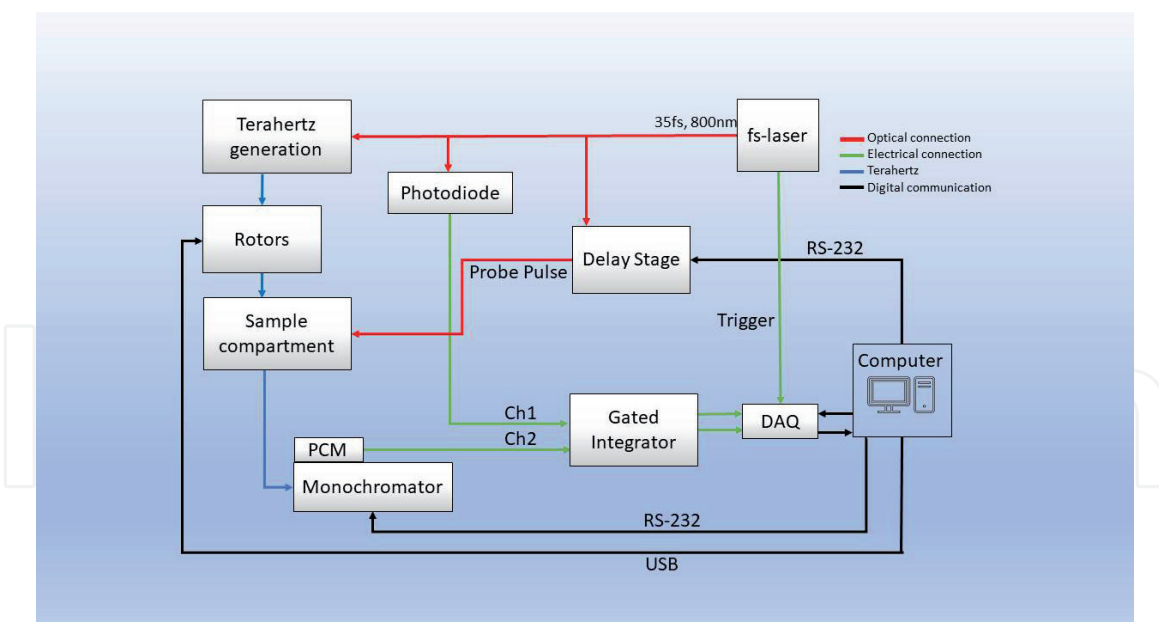 Terahertz
generation
35fs, 800nm
fs-laser
Optical connection
Electrical connection
Terahertz
Digital communication
Photodiode
Rotors
Probe Pulse
Delay Stage
RS-232
Sample
compartment
Trigger
Computer
Ch1
Ch2
Gated
Integrator
DAQ
PCM
Monochromator
RS-232
USB